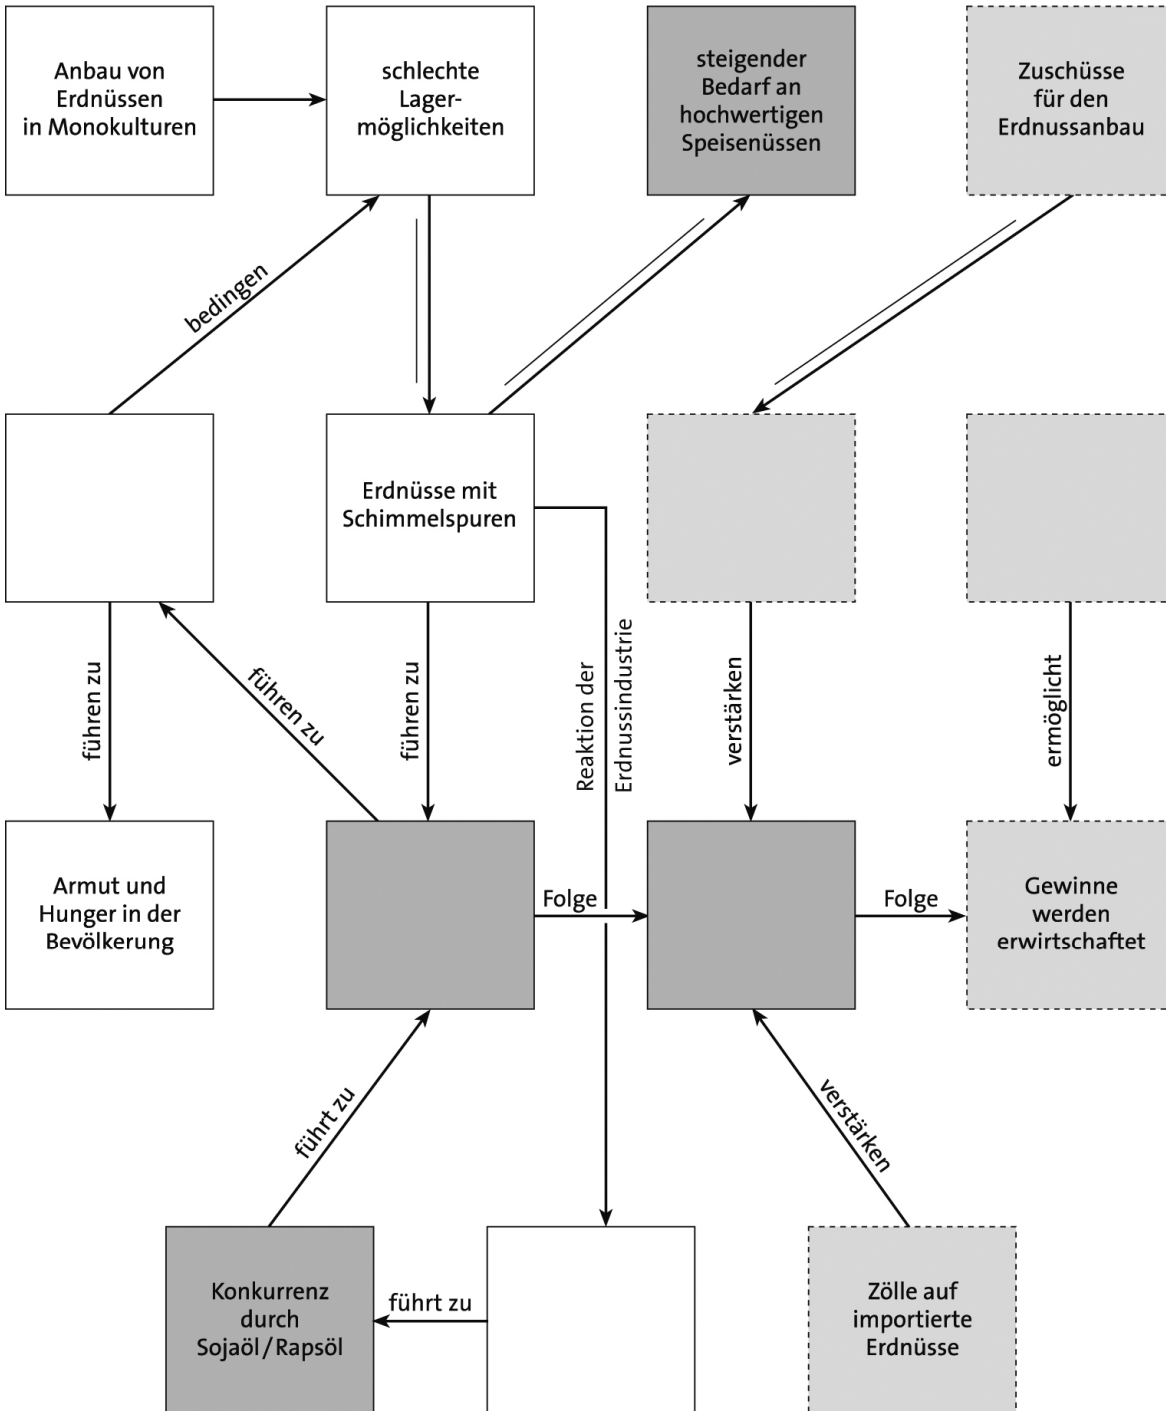 Anbau von
Erdnüssen
in Monokulturen
schlechte
Lager-
möglichkeiten
steigender
Bedarf an
hochwertigen
Speisenüssen
Zuschüsse
für den
Erdnussanbau
bedingen
Erdnüsse mit
Schimmelspuren
führen zu
führen zu
führen zu
Reaktion der
Erdnussindustrie
verstärken
ermöglicht
Armut und
Hunger in der
Bevölkerung
Folge
Folge
Gewinne
werden
erwirtschaftet
führt zu
verstärken
Konkurrenz
durch
Sojaöl/Rapsöl
führt zu
Zölle auf
importierte
Erdnüsse